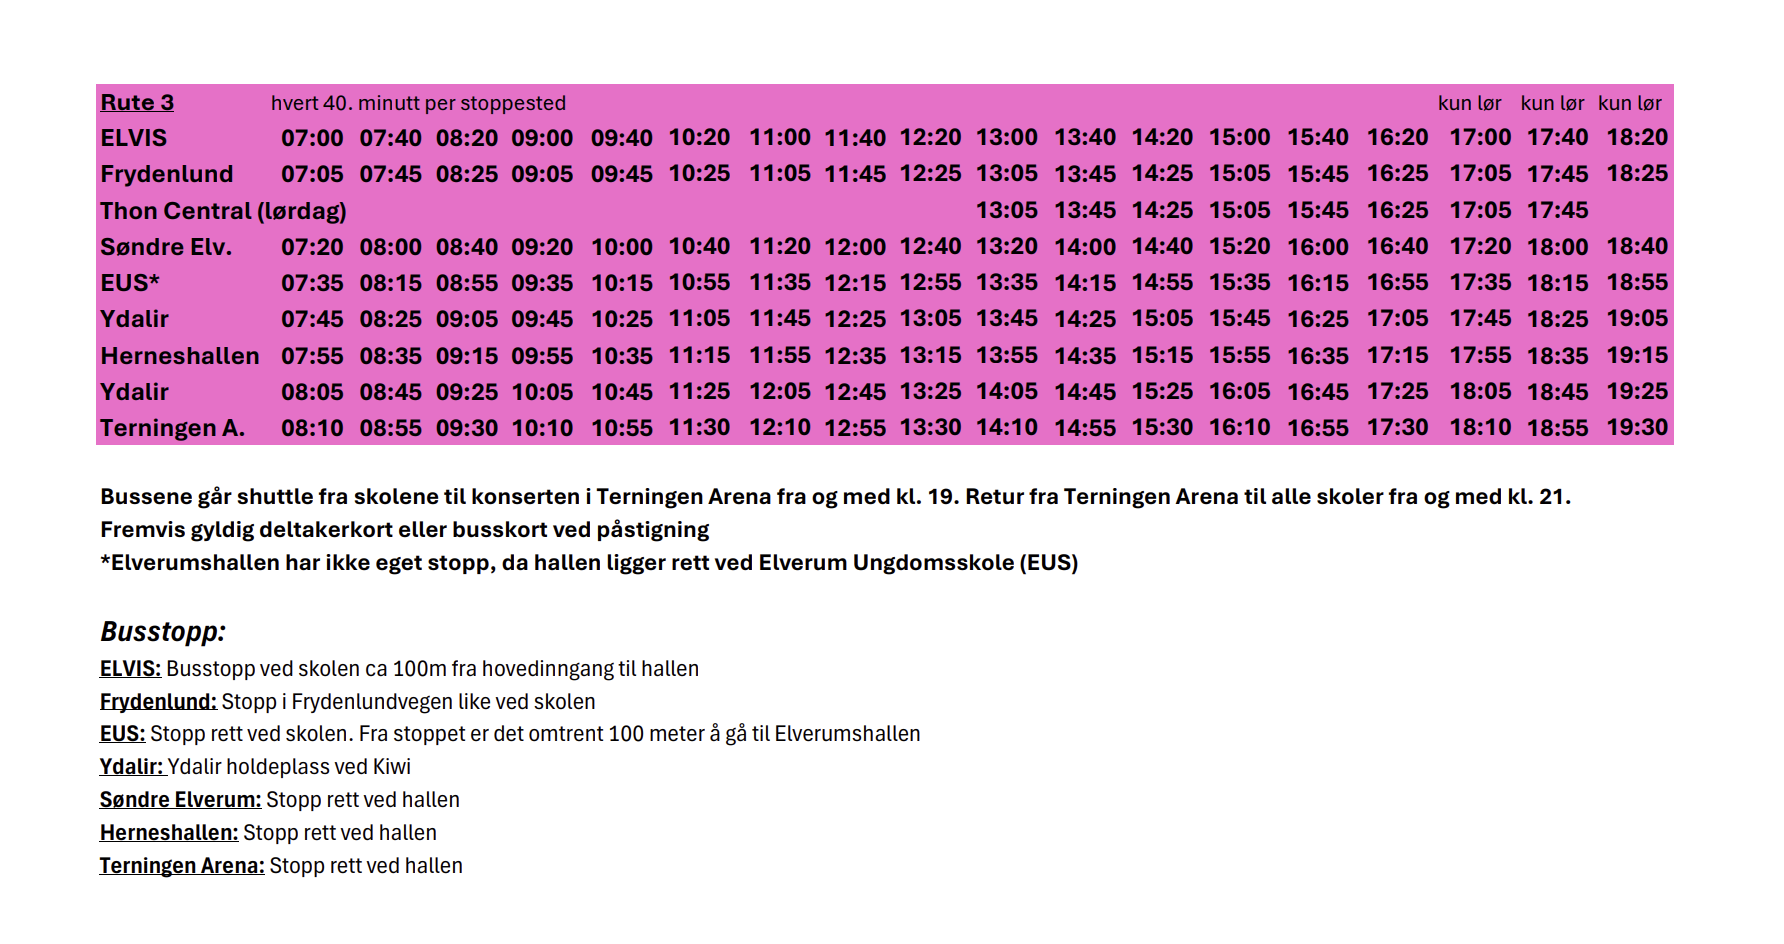 Rute 3 hvert 40. minutt per stoppested kun lør kun lør kun lør
ELVIS 07:00 07:40 08:20 09:00 09:40 10:20 11:00 11:40 12:20 13:00 13:40 14:20 15:00 15:40 16:20 17:00 17:40 18:20
Frydenlund 07:05 07:45 08:25 09:05 09:45 10:25 11:05 11:45 12:25 13:05 13:45 14:25 15:05 15:45 16:25 17:05 17:45 18:25
Thon Central (lørdag) 13:05 13:45 14:25 15:05 15:45 16:25 17:05 17:45
Søndre Elv. 07:20 08:00 08:40 09:20 10:00 10:40 11:20 12:00 12:40 13:20 14:00 14:40 15:20 16:00 16:40 17:20 18:00 18:40
EUS* 07:35 08:15 08:55 09:35 10:15 10:55 11:35 12:15 12:55 13:35 14:15 14:55 15:35 16:15 16:55 17:35 18:15 18:55
Ydalir 07:45 08:25 09:05 09:45 10:25 11:05 11:45 12:25 13:05 13:45 14:25 15:05 15:45 16:25 17:05 17:45 18:25 19:05
Herneshallen 07:55 08:35 09:15 09:55 10:35 11:15 11:55 12:35 13:15 13:55 14:35 15:15 15:55 16:35 17:15 17:55 18:35 19:15
Ydalir 08:05 08:45 09:25 10:05 10:45 11:25 12:05 12:45 13:25 14:05 14:45 15:25 16:05 16:45 17:25 18:05 18:45 19:25
Terningen A. 08:10 08:55 09:30 10:10 10:55 11:30 12:10 12:55 13:30 14:10 14:55 15:30 16:10 16:55 17:30 18:10 18:55 19:30
Bussene går shuttle fra skolene til konserten i Terningen Arena fra og med kl. 19. Retur fra Terningen Arena til alle skoler fra og med kl. 21.
Fremvis gyldig deltakerkort eller busskort ved påstigning
*Elverumshallen har ikke eget stopp, da hallen ligger rett ved Elverum Ungdomsskole (EUS)
Busstopp:
ELVIS: Busstopp ved skolen ca 100m fra hovedinngang til hallen
Frydenlund: Stopp i Frydenlundvegen like ved skolen
EUS: Stopp rett ved skolen. Fra stoppet er det omtrent 100 meter å gå til Elverumshallen
Ydalir: Ydalir holdeplass ved Kiwi
Søndre Elverum: Stopp rett ved hallen
Herneshallen: Stopp rett ved hallen
Terningen Arena: Stopp rett ved hallen